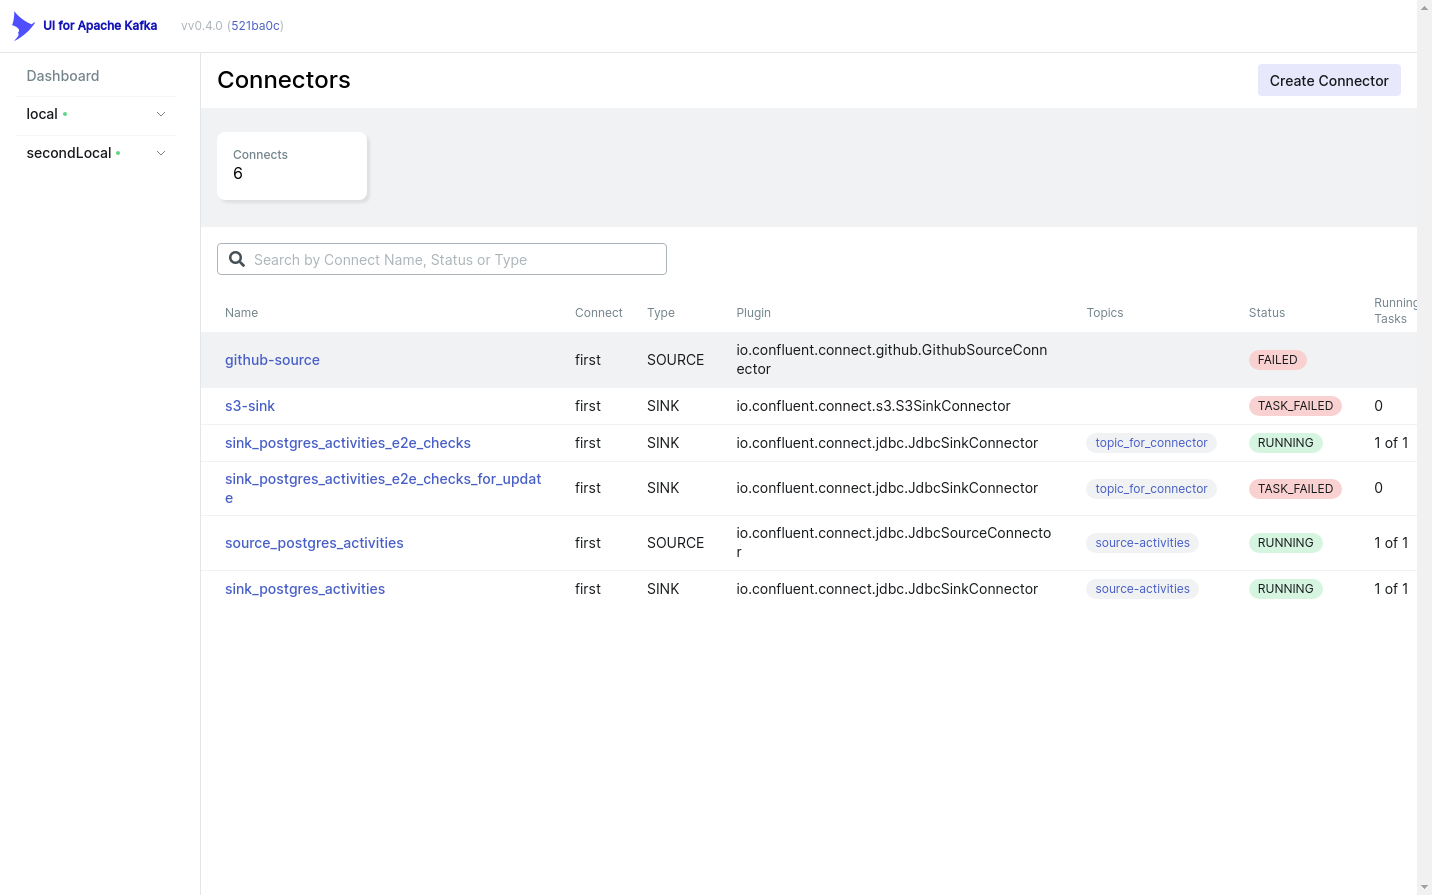 UI for Apache Kafka vv0.4.0 (521ba0c)
Dashboard
local
secondLocal
Connectors
Create Connector
Connects
6
Search by Connect Name, Status or Type
Name Connect Type Plugin Topics Status Running
Tasks
github-source first SOURCE io.confluent.connect.github.GithubSourceConn
ector
FAILED
s3-sink first SINK io.confluent.connect.s3.S3SinkConnector TASK_FAILED 0
sink_postgres_activities_e2e_checks first SINK io.confluent.connect.jdbc.JdbcSinkConnector topic_for_connector RUNNING 1 of 1
sink_postgres_activities_e2e_checks_for_updat
e
first SINK io.confluent.connect.jdbc.JdbcSinkConnector topic_for_connector TASK_FAILED 0
source_postgres_activities first SOURCE io.confluent.connect.jdbc.JdbcSourceConnecto
r
source-activities RUNNING 1 of 1
sink_postgres_activities first SINK io.confluent.connect.jdbc.JdbcSinkConnector source-activities RUNNING 1 of 1